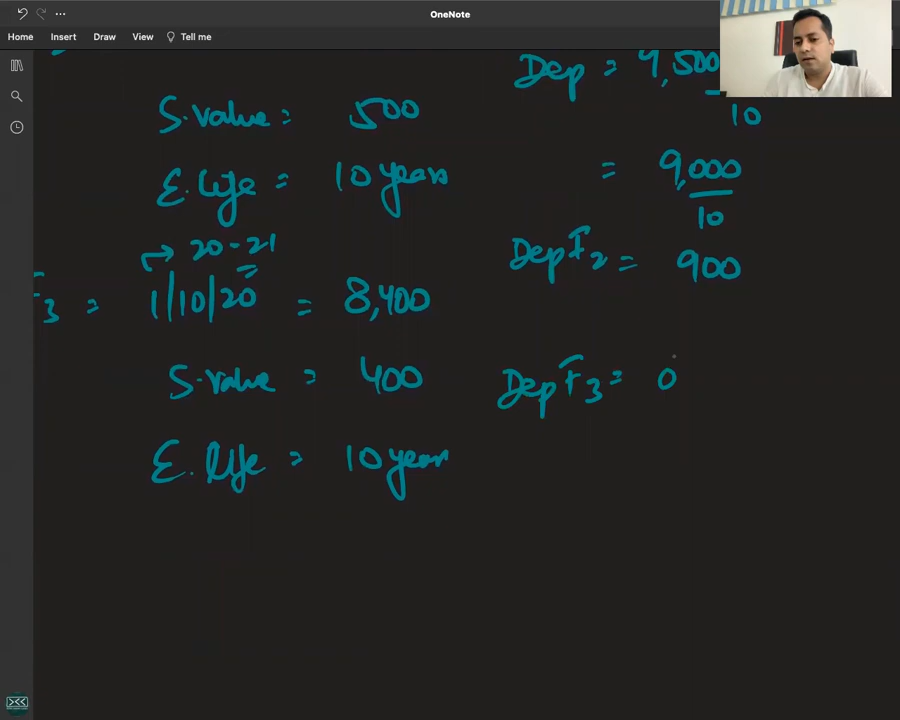 OneNote
Home Insert Draw View Tell me
S.value = 500
E.Life = 10 years
20-21
F3 = 1/10/20 = 8,400
S.value = 400
E.Life = 10 year
Dep = 9,500
10
= 9,000
10
Dep F2 = 900
Dep F3 = 0